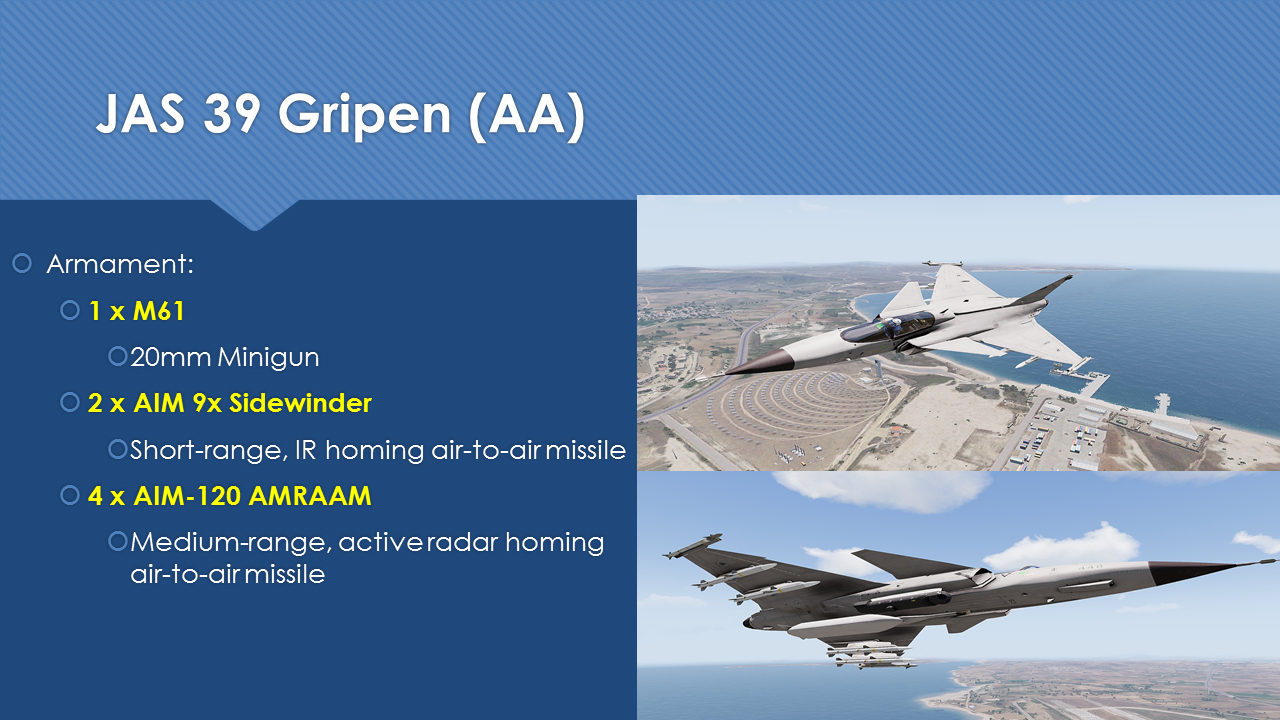 JAS 39 Gripen (AA)
Armament:
1 x M61
20mm Minigun
2 x AIM 9x Sidewinder
Short-range, IR homing air-to-air missile
4 x AIM-120 AMRAAM
Medium-range, active radar homing
air-to-air missile